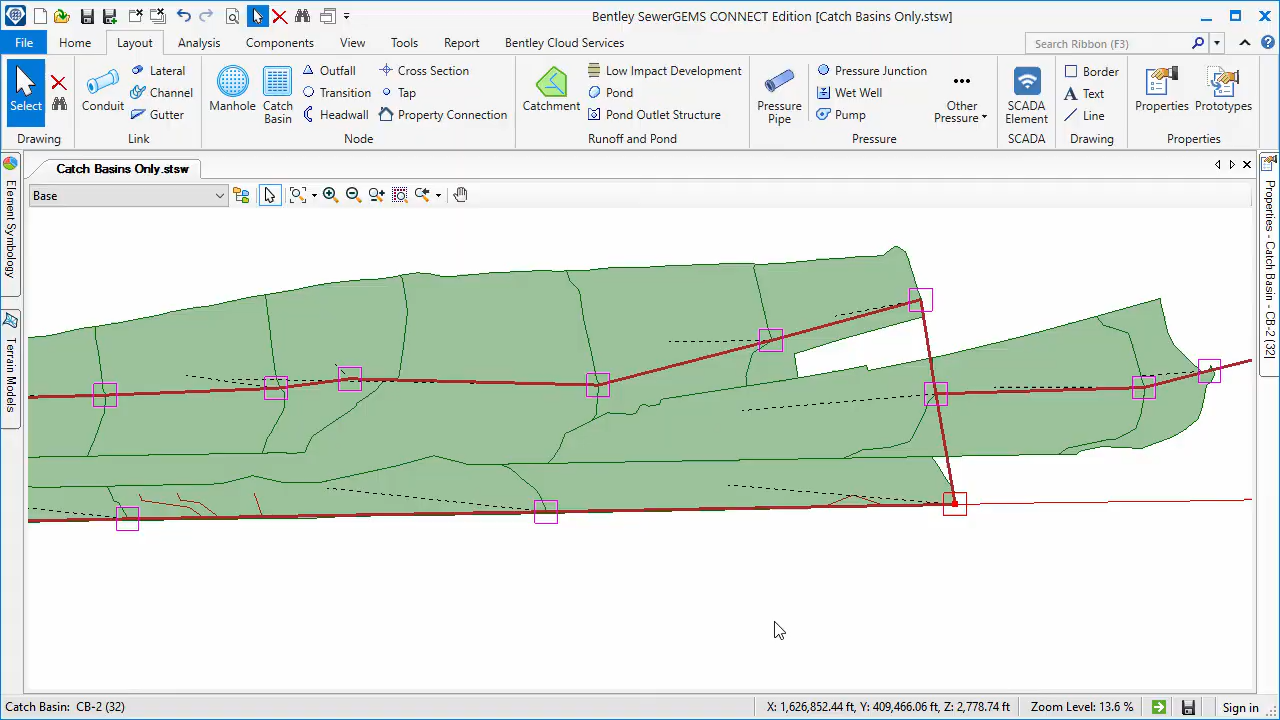 Bentley SewerGEMS CONNECT Edition [Catch Basins Only.stsw]
File Home Layout Analysis Components View Tools Report Bentley Cloud Services Search Ribbon (F3)
Select
Drawing
Conduit
Lateral
Channel
Gutter
Link
Manhole
Catch
Basin
Outfall
Transition
Headwall
Cross Section
Tap
Property Connection
Node
Catchment
Low Impact Development
Pond
Pond Outlet Structure
Runoff and Pond
Pressure
Pipe
Pressure Junction
Wet Well
Pump
Other
Pressure
Pressure
SCADA
Element
SCADA
Border
Text
Line
Drawing
Properties
Prototypes
Properties
Catch Basins Only.stsw
Base
Element Symbology
Terrain Models
Properties - Catch Basin - CB-2 (32)
Catch Basin: CB-2 (32)
X: 1,626,852.44 ft, Y: 409,466.06 ft, Z: 2,778.74 ft
Zoom Level: 13.6 %
Sign in